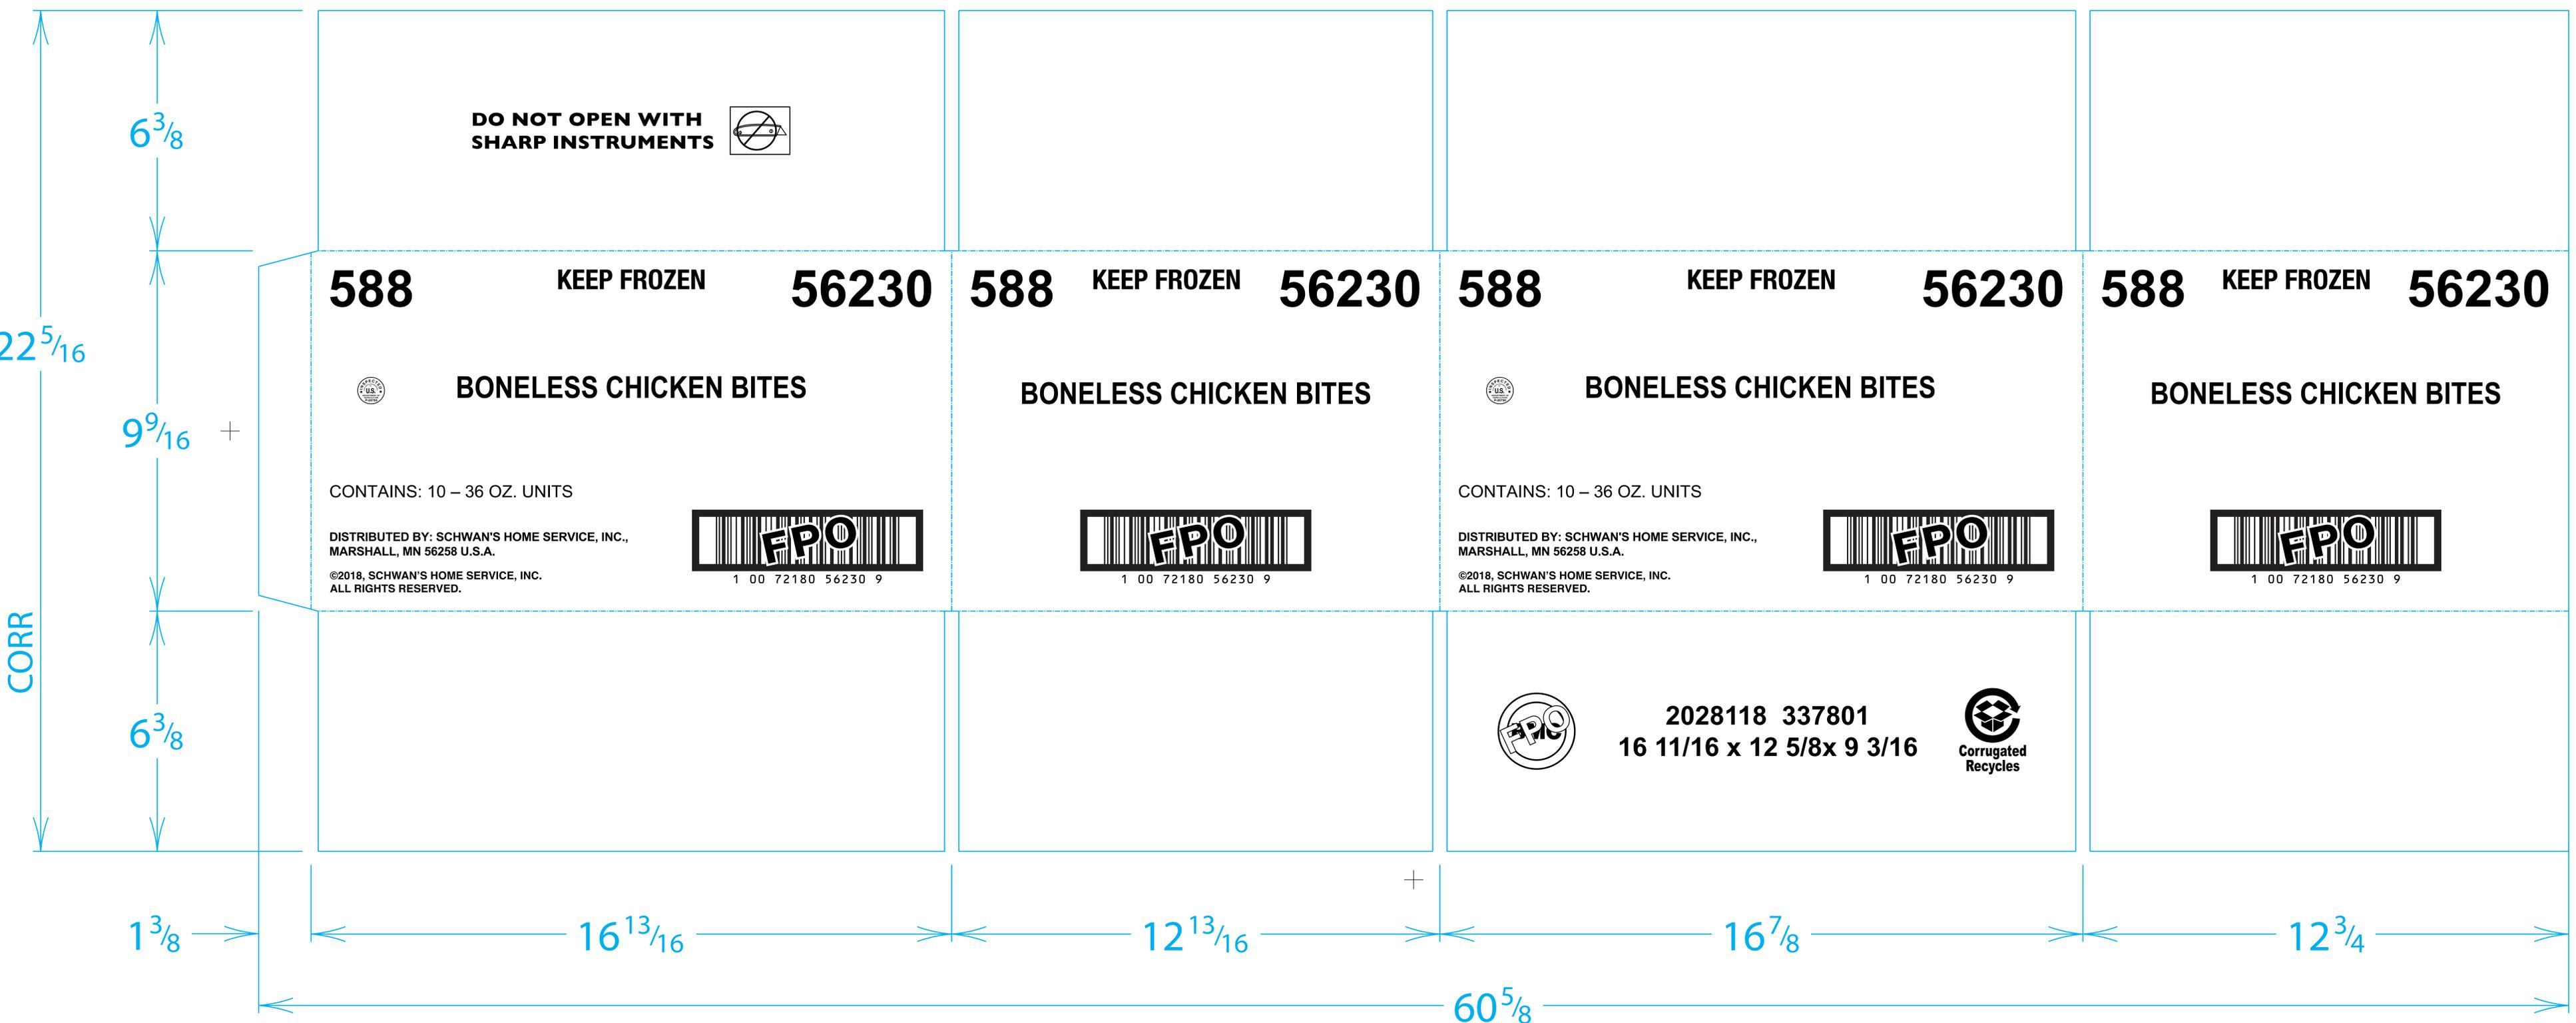 6 3/8
DO NOT OPEN WITH
SHARP INSTRUMENTS
22 5/16
9 9/16
6 3/8
CORR
588 KEEP FROZEN 56230
BONELESS CHICKEN BITES
INSPECTED
U.S.
CONTAINS: 10 – 36 OZ. UNITS
DISTRIBUTED BY: SCHWAN'S HOME SERVICE, INC.,
MARSHALL, MN 56258 U.S.A.
©2018, SCHWAN'S HOME SERVICE, INC.
ALL RIGHTS RESERVED.
FPO
1 00 72180 56230 9
588 KEEP FROZEN 56230
BONELESS CHICKEN BITES
FPO
1 00 72180 56230 9
588 KEEP FROZEN 56230
BONELESS CHICKEN BITES
INSPECTED
U.S.
CONTAINS: 10 – 36 OZ. UNITS
DISTRIBUTED BY: SCHWAN'S HOME SERVICE, INC.,
MARSHALL, MN 56258 U.S.A.
©2018, SCHWAN'S HOME SERVICE, INC.
ALL RIGHTS RESERVED.
FPO
1 00 72180 56230 9
588 KEEP FROZEN 56230
BONELESS CHICKEN BITES
FPO
1 00 72180 56230 9
FPO
2028118 337801
16 11/16 x 12 5/8x 9 3/16
Corrugated
Recycles
1 3/8
16 13/16
12 13/16
16 7/8
12 3/4
60 5/8